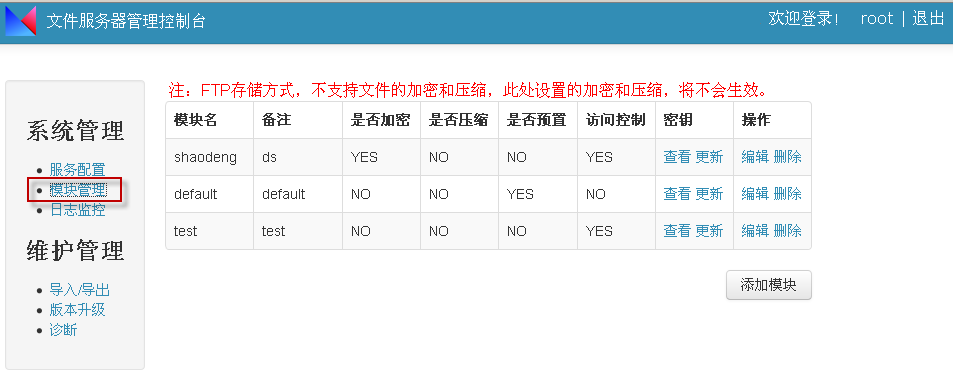 文件服务器管理控制台
欢迎登录! root | 退出
系统管理
服务配置
模块管理
日志监控
维护管理
导入/导出
版本升级
诊断
注：FTP存储方式，不支持文件的加密和压缩，此处设置的加密和压缩，将不会生效。
模块名 备注 是否加密 是否压缩 是否预置 访问控制 密钥 操作
shaodeng ds YES NO NO YES 查看 更新 编辑 删除
default default NO NO YES NO 查看 更新 编辑 删除
test test NO NO NO YES 查看 更新 编辑 删除
添加模块